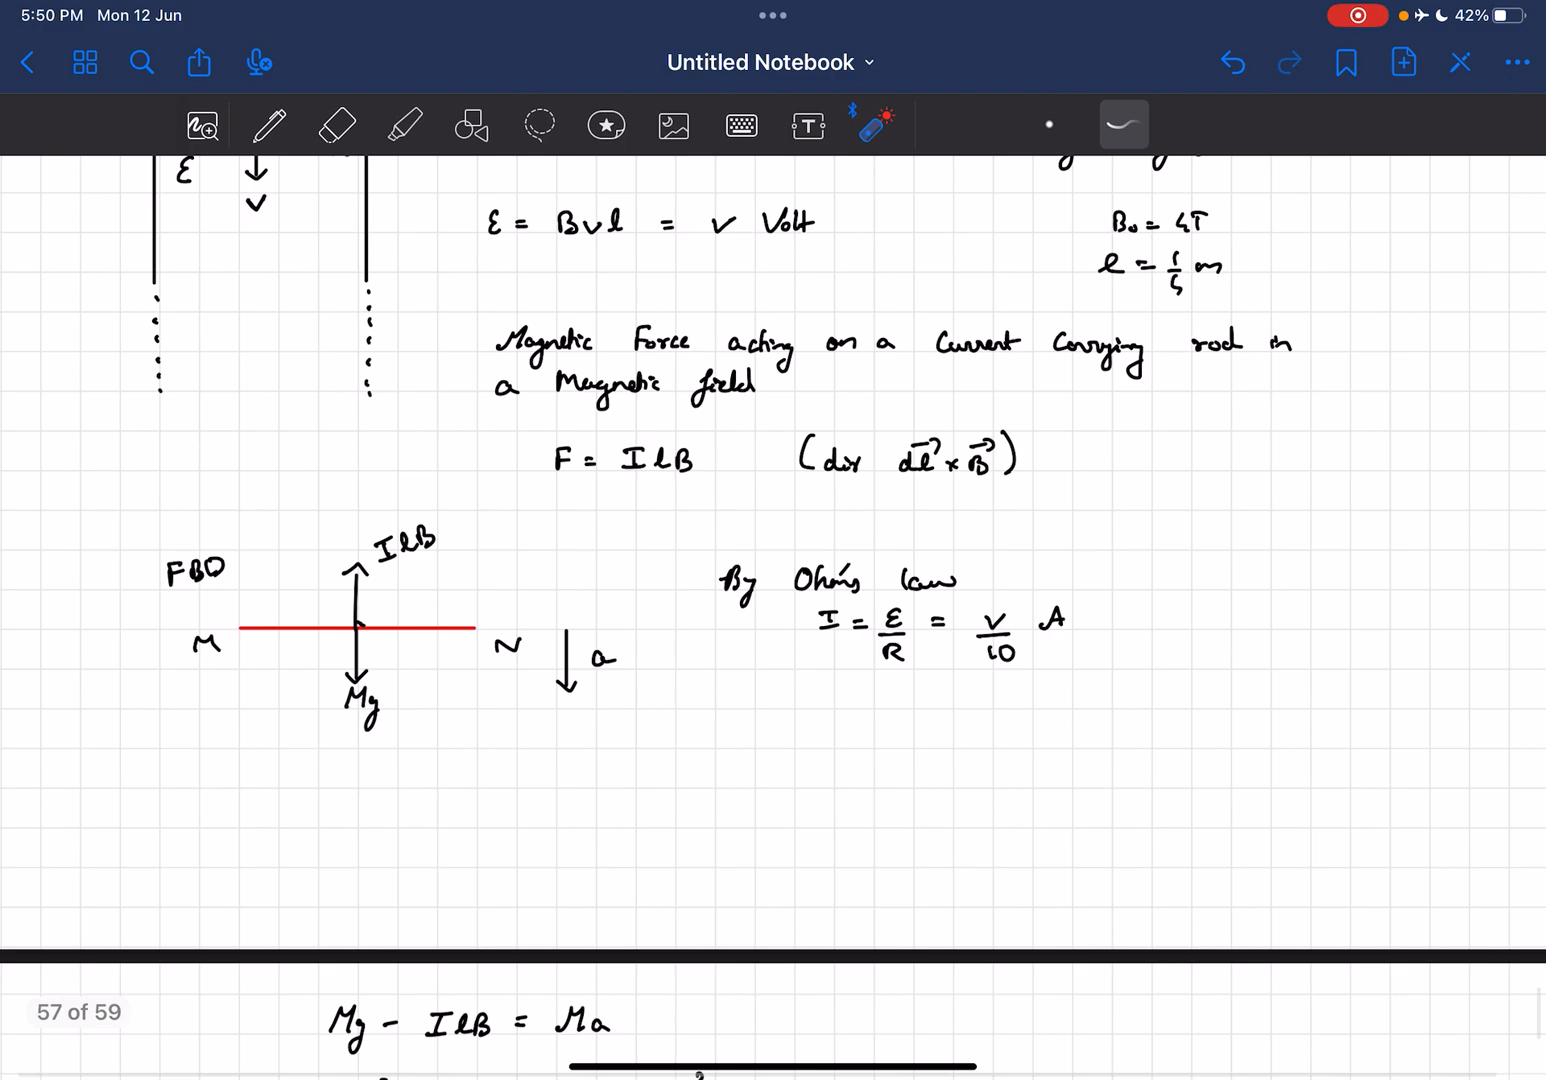 5:50 PM Mon 12 Jun
42%
Untitled Notebook
T
ε
v
ε = Bvl = v Volt
B₀ = 4T
l = 1/4 m
Magnetic Force acting on a Current Carrying rod in
a Magnetic field
F = IlB (dir dl⃗ × B⃗)
FBD
IlB
M
N
a
Mg
By Ohm's law
I = ε/R = v/10 A
57 of 59
Mg - IlB = Ma